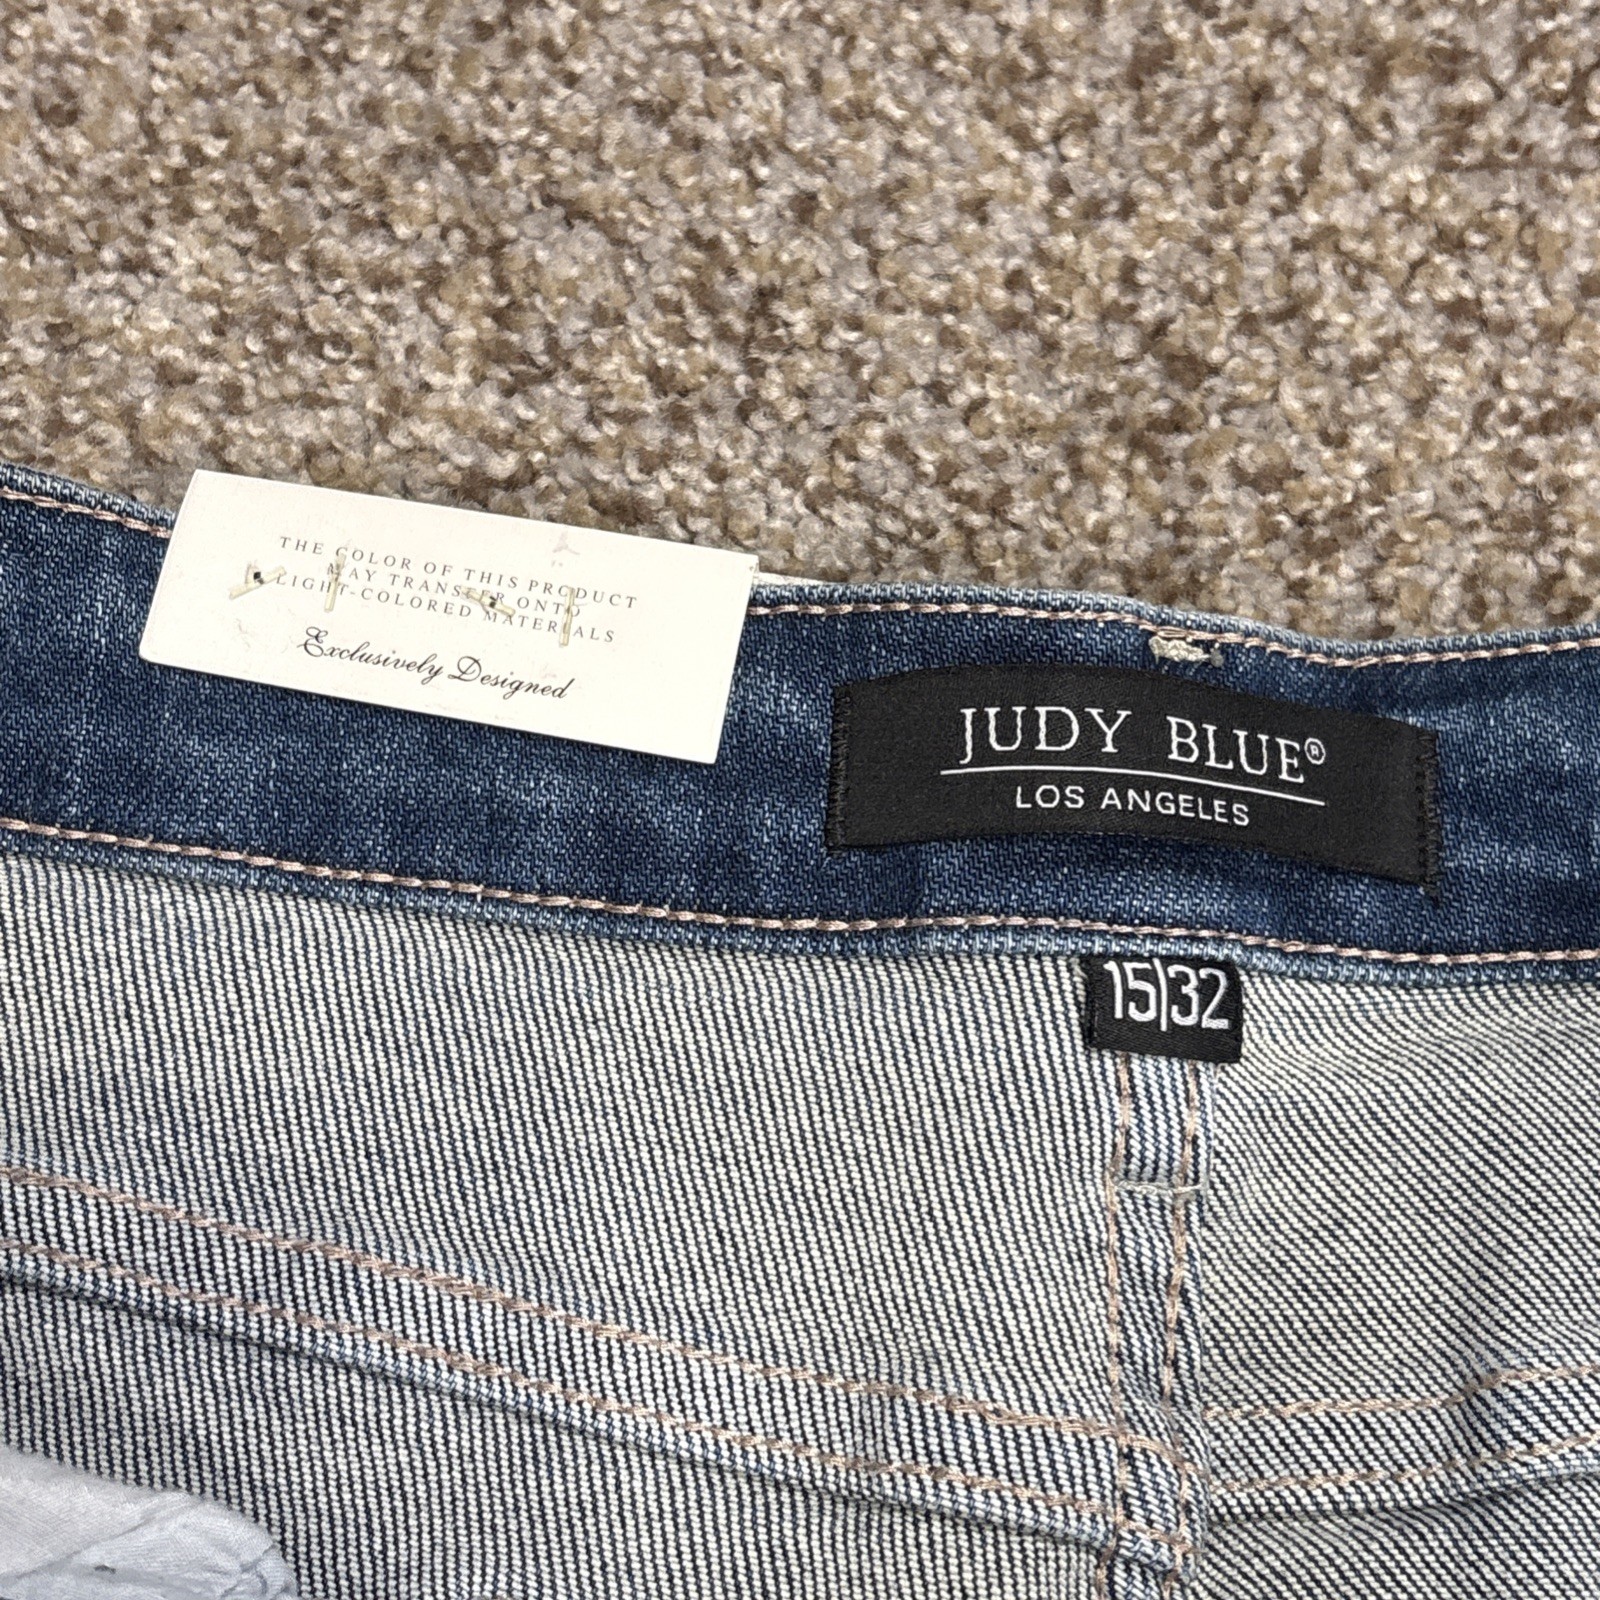 THE COLOR OF THIS PRODUCT
MAY TRANSFER ONTO
LIGHT-COLORED MATERIALS
Exclusively Designed
JUDY BLUE®
LOS ANGELES
15|32